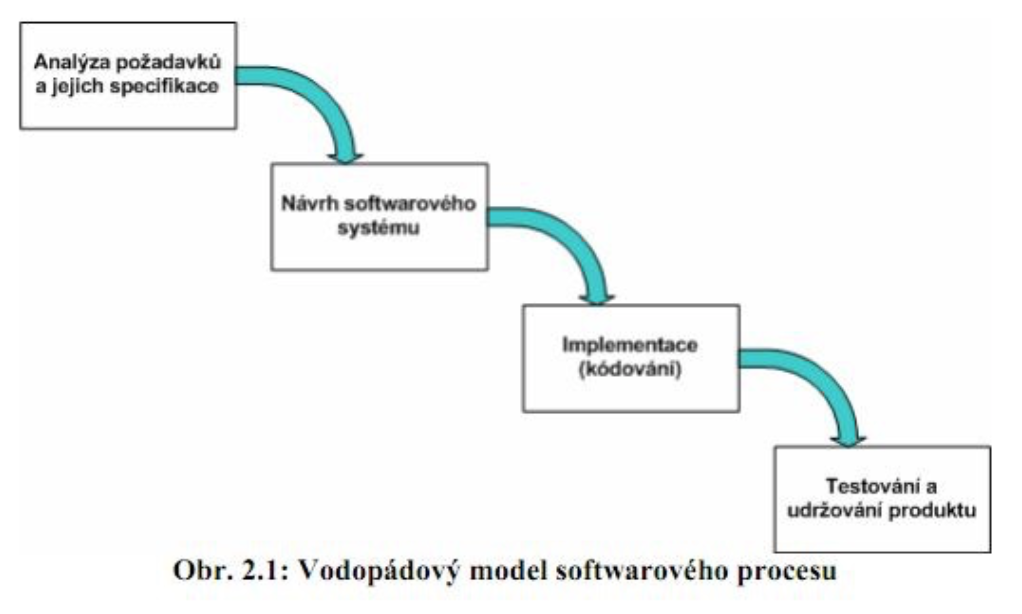 Analýza požadavků
a jejich specifikace
Návrh softwarového
systému
Implementace
(kódování)
Testování a
udržování produktu
Obr. 2.1: Vodopádový model softwarového procesu